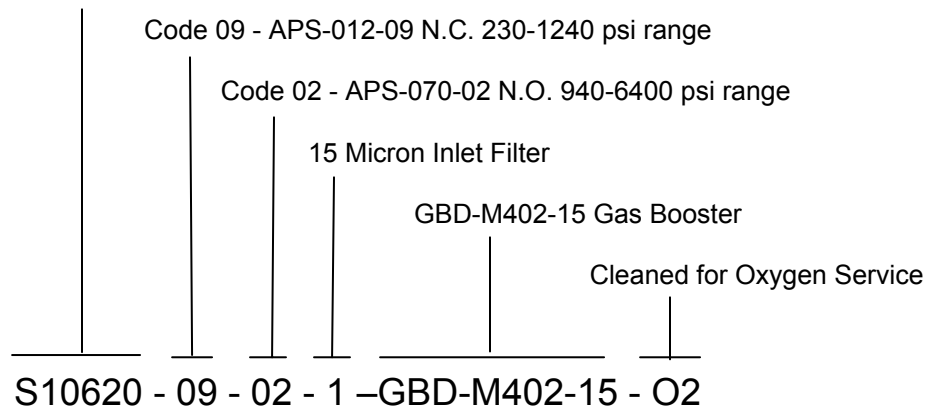 Code 09 - APS-012-09 N.C. 230-1240 psi range
Code 02 - APS-070-02 N.O. 940-6400 psi range
15 Micron Inlet Filter
GBD-M402-15 Gas Booster
Cleaned for Oxygen Service
S10620 - 09 - 02 - 1 –GBD-M402-15 - O2